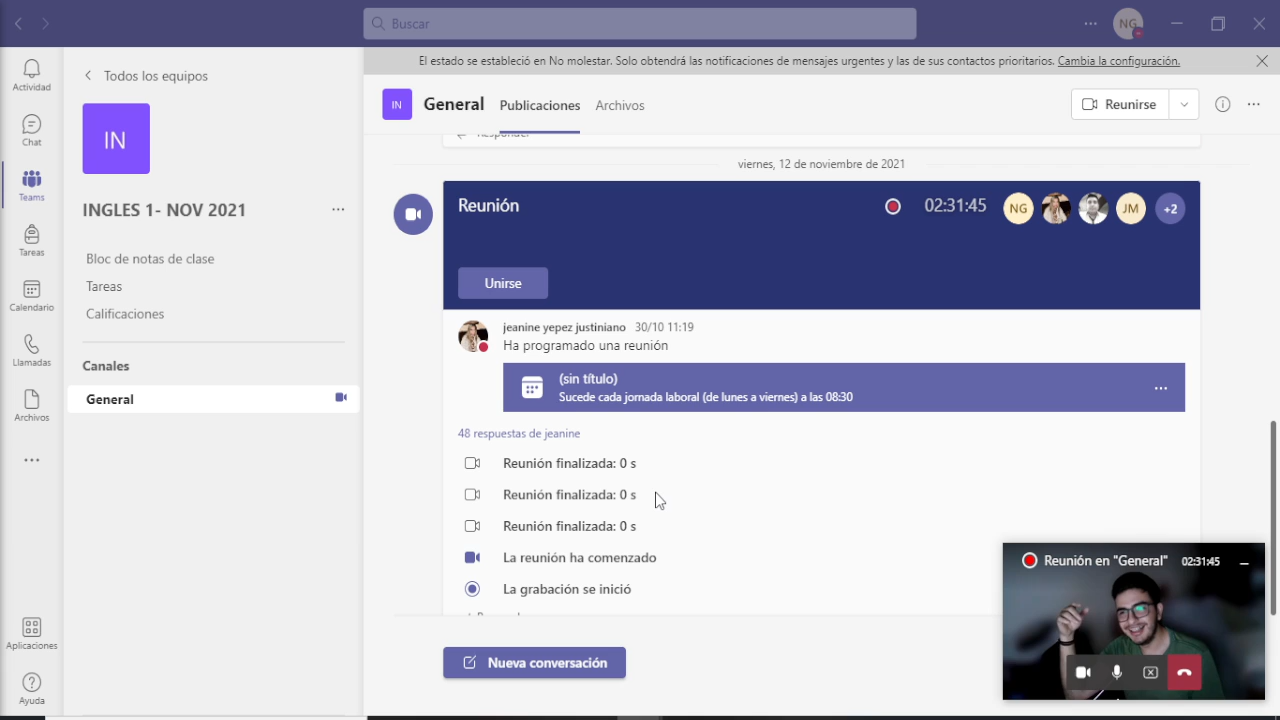 Buscar
NG
El estado se estableció en No molestar. Solo obtendrá las notificaciones de mensajes urgentes y las de sus contactos prioritarios. Cambia la configuración.
Actividad
Chat
Teams
Tareas
Calendario
Llamadas
Archivos
Aplicaciones
Ayuda
Todos los equipos
IN
INGLES 1- NOV 2021
Bloc de notas de clase
Tareas
Calificaciones
Canales
General
IN General Publicaciones Archivos
Reunirse
Responder
viernes, 12 de noviembre de 2021
Reunión 02:31:45 NG JM +2
Unirse
jeanine yepez justiniano 30/10 11:19
Ha programado una reunión
(sin título)
Sucede cada jornada laboral (de lunes a viernes) a las 08:30
48 respuestas de jeanine
Reunión finalizada: 0 s
Reunión finalizada: 0 s
Reunión finalizada: 0 s
La reunión ha comenzado
La grabación se inició
Nueva conversación
Reunión en "General" 02:31:45